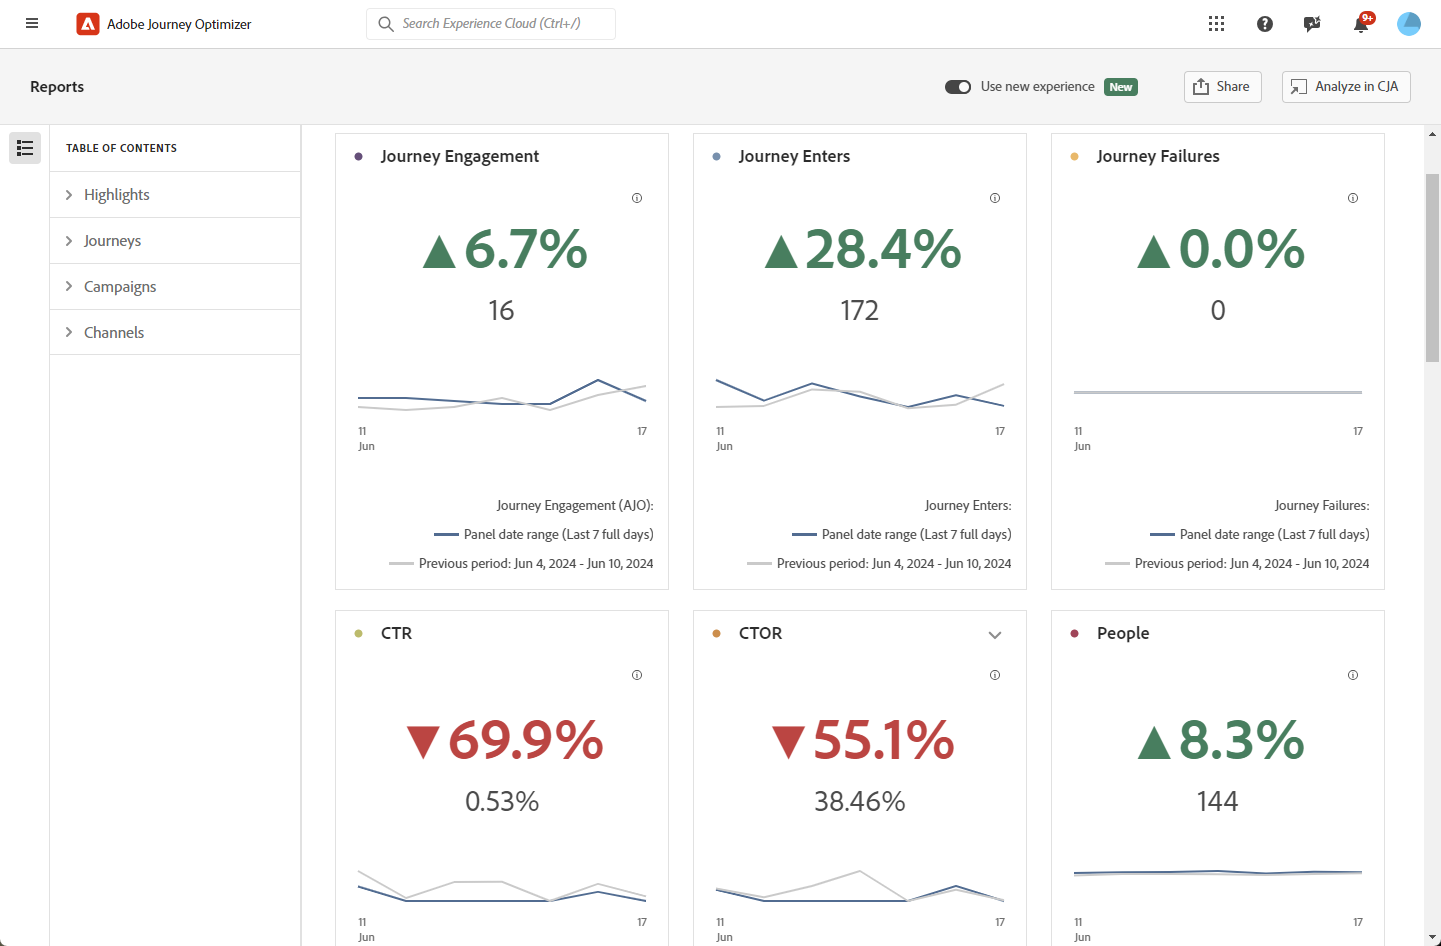 Adobe Journey Optimizer
Search Experience Cloud (Ctrl+/)
9+
Reports
Use new experience New
Share
Analyze in CJA
TABLE OF CONTENTS
Highlights
Journeys
Campaigns
Channels
Journey Engagement
▲6.7%
16
11
Jun
17
Journey Engagement (AJO):
Panel date range (Last 7 full days)
Previous period: Jun 4, 2024 - Jun 10, 2024
Journey Enters
▲28.4%
172
11
Jun
17
Journey Enters:
Panel date range (Last 7 full days)
Previous period: Jun 4, 2024 - Jun 10, 2024
Journey Failures
▲0.0%
0
11
Jun
17
Journey Failures:
Panel date range (Last 7 full days)
Previous period: Jun 4, 2024 - Jun 10, 2024
CTR
▼69.9%
0.53%
11
Jun
17
CTOR
▼55.1%
38.46%
11
Jun
17
People
▲8.3%
144
11
Jun
17